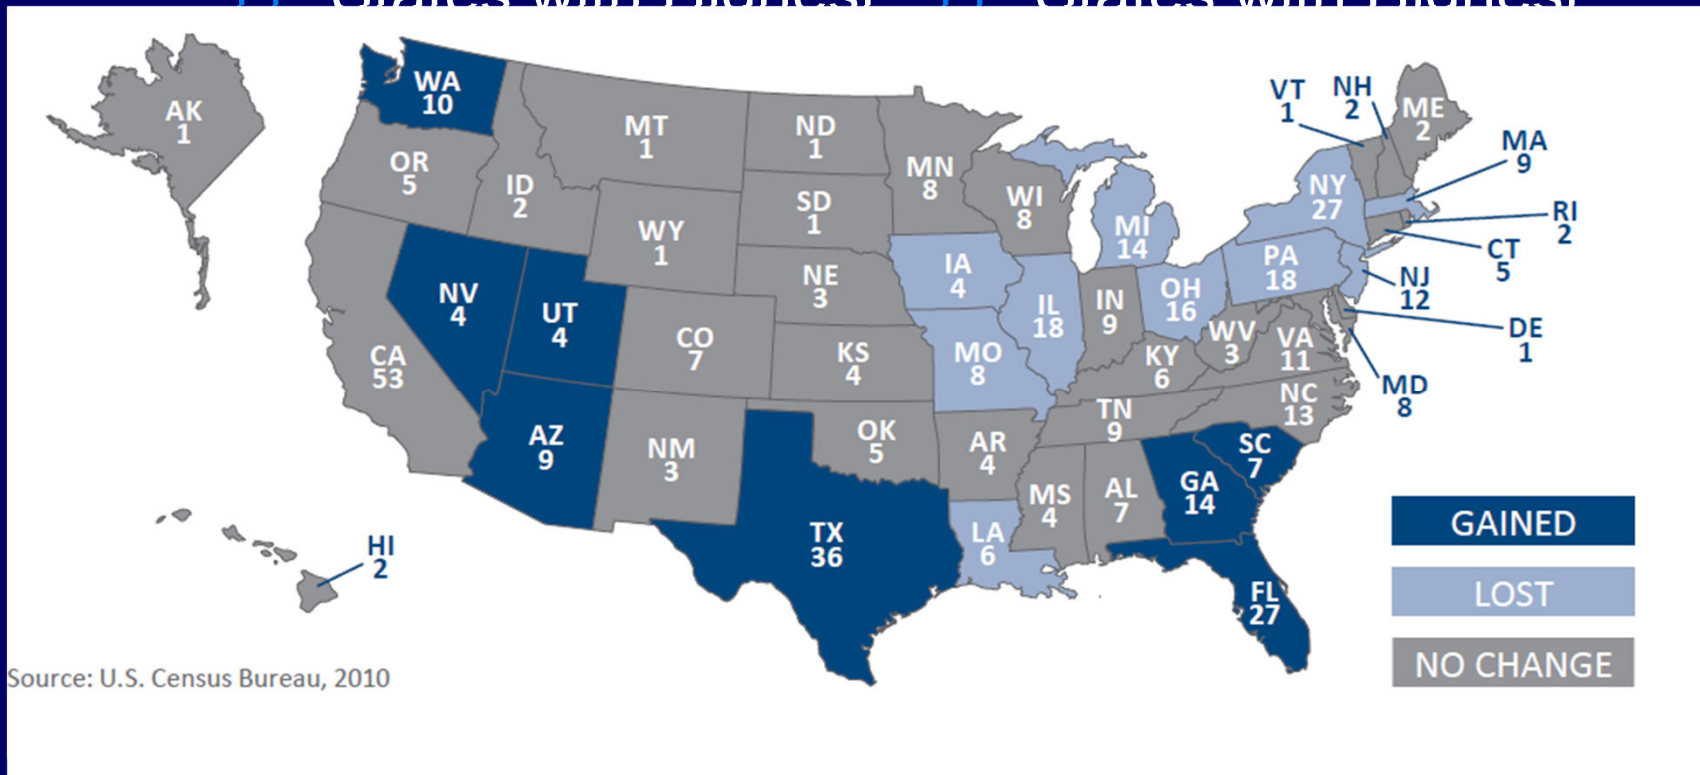 AK
1
WA
10
OR
5
ID
2
MT
1
ND
1
SD
1
WY
1
MN
8
WI
8
MI
14
VT
1
NH
2
ME
2
MA
9
NY
27
RI
2
CT
5
PA
18
NJ
12
DE
1
MD
8
NV
4
UT
4
CO
7
NE
3
IA
4
IL
18
IN
9
OH
16
WV
3
VA
11
KY
6
CA
53
KS
4
MO
8
NC
13
TN
9
SC
7
AZ
9
NM
3
OK
5
AR
4
MS
4
AL
7
GA
14
TX
36
LA
6
FL
27
HI
2
GAINED
LOST
NO CHANGE
Source: U.S. Census Bureau, 2010